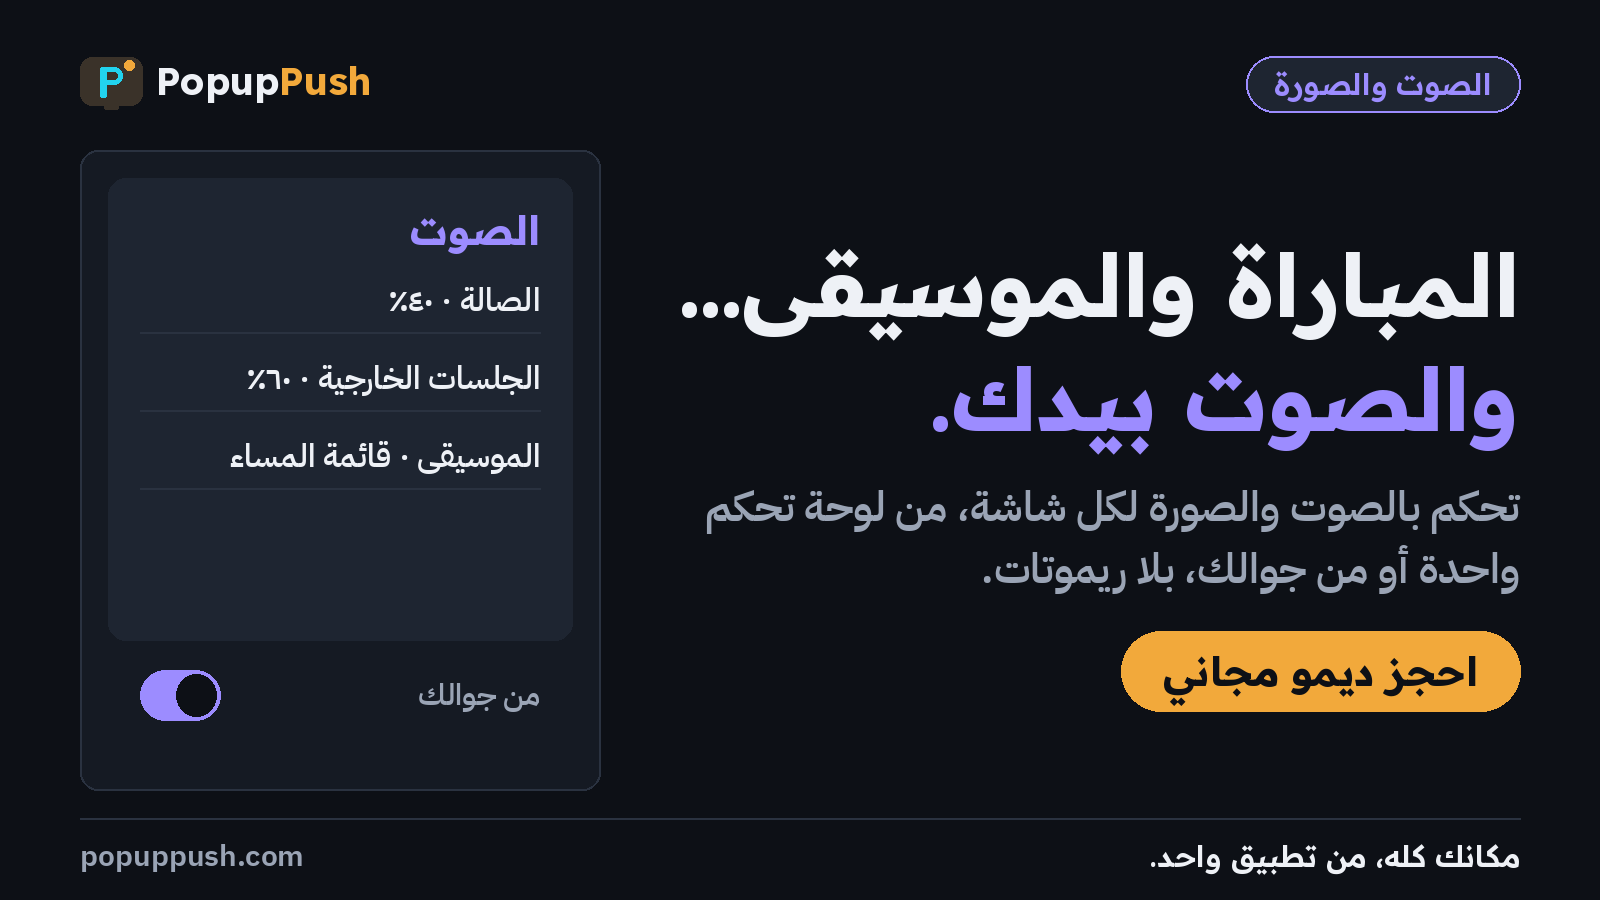 PopupPush
الصوت والصورة
المباراة والموسيقى...
والصوت بيدك.
تحكم بالصوت والصورة لكل شاشة، من لوحة تحكم
واحدة أو من جوالك، بلا ريموتات.
احجز ديمو مجاني
الصوت
الصالة · ٤٠٪
الجلسات الخارجية · ٦٠٪
الموسيقى · قائمة المساء
من جوالك
مكانك كله، من تطبيق واحد.
popuppush.com